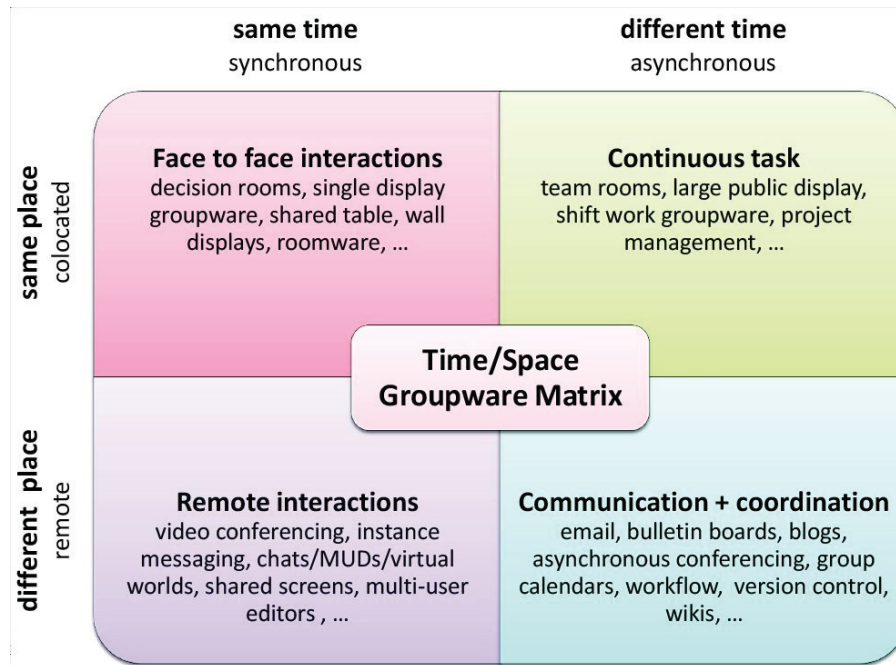 same time
synchronous
different time
asynchronous
same place
colocated
Face to face interactions
decision rooms, single display
groupware, shared table, wall
displays, roomware, ...
Continuous task
team rooms, large public display,
shift work groupware, project
management, ...
Time/Space
Groupware Matrix
different place
remote
Remote interactions
video conferencing, instance
messaging, chats/MUDs/virtual
worlds, shared screens, multi-user
editors , ...
Communication + coordination
email, bulletin boards, blogs,
asynchronous conferencing, group
calendars, workflow, version control,
wikis, ...